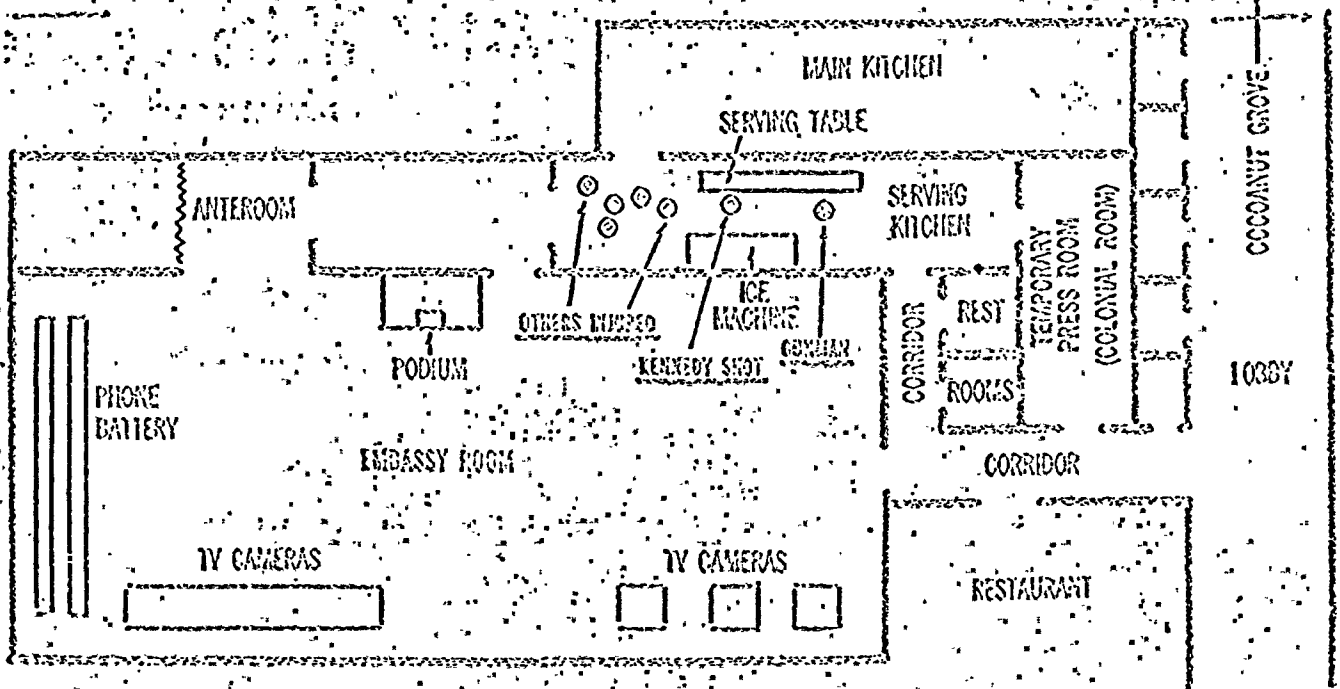 MAIN KITCHEN
COCOANUT GROVE
SERVING TABLE
ANTEROOM
SERVING
KITCHEN
TEMPORARY
PRESS ROOM
(COLONIAL ROOM)
OTHERS INJURED
ICE
MACHINE
GUNMAN
KENNEDY SHOT
PODIUM
CORRIDOR
REST
ROOMS
LOBBY
PHONE
BATTERY
EMBASSY ROOM
CORRIDOR
TV CAMERAS
TV CAMERAS
RESTAURANT